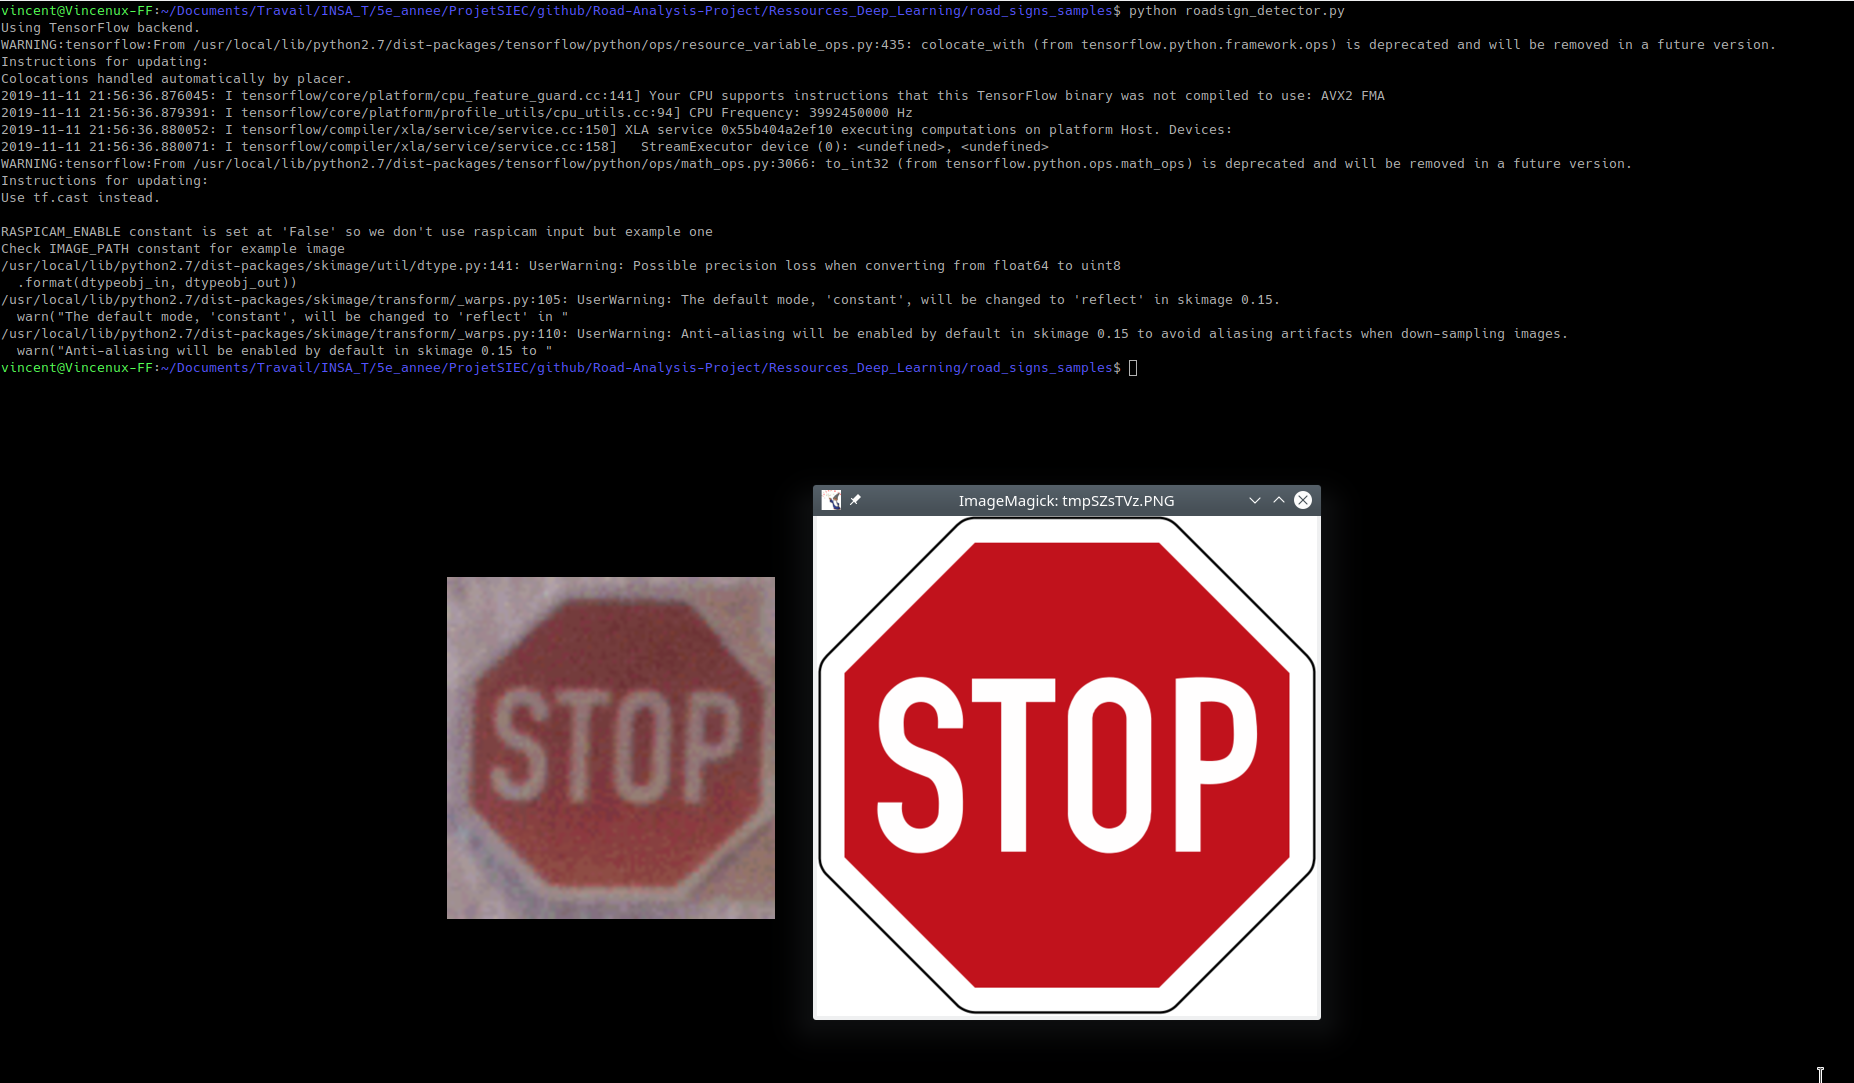 vincent@Vincenux-FF:~/Documents/Travail/INSA_T/5e_annee/ProjetSIEC/github/Road-Analysis-Project/Ressources_Deep_Learning/road_signs_samples$ python roadsign_detector.py
Using TensorFlow backend.
WARNING:tensorflow:From /usr/local/lib/python2.7/dist-packages/tensorflow/python/ops/resource_variable_ops.py:435: colocate_with (from tensorflow.python.framework.ops) is deprecated and will be removed in a future version.
Instructions for updating:
Colocations handled automatically by placer.
2019-11-11 21:56:36.876045: I tensorflow/core/platform/cpu_feature_guard.cc:141] Your CPU supports instructions that this TensorFlow binary was not compiled to use: AVX2 FMA
2019-11-11 21:56:36.879391: I tensorflow/core/platform/profile_utils/cpu_utils.cc:94] CPU Frequency: 3992450000 Hz
2019-11-11 21:56:36.880052: I tensorflow/compiler/xla/service/service.cc:150] XLA service 0x55b404a2ef10 executing computations on platform Host. Devices:
2019-11-11 21:56:36.880071: I tensorflow/compiler/xla/service/service.cc:158]   StreamExecutor device (0): <undefined>, <undefined>
WARNING:tensorflow:From /usr/local/lib/python2.7/dist-packages/tensorflow/python/ops/math_ops.py:3066: to_int32 (from tensorflow.python.ops.math_ops) is deprecated and will be removed in a future version.
Instructions for updating:
Use tf.cast instead.
RASPICAM_ENABLE constant is set at 'False' so we don't use raspicam input but example one
Check IMAGE_PATH constant for example image
/usr/local/lib/python2.7/dist-packages/skimage/util/dtype.py:141: UserWarning: Possible precision loss when converting from float64 to uint8
  .format(dtypeobj_in, dtypeobj_out))
/usr/local/lib/python2.7/dist-packages/skimage/transform/_warps.py:105: UserWarning: The default mode, 'constant', will be changed to 'reflect' in skimage 0.15.
  warn("The default mode, 'constant', will be changed to 'reflect' in "
/usr/local/lib/python2.7/dist-packages/skimage/transform/_warps.py:110: UserWarning: Anti-aliasing will be enabled by default in skimage 0.15 to avoid aliasing artifacts when down-sampling images.
  warn("Anti-aliasing will be enabled by default in skimage 0.15 to "
vincent@Vincenux-FF:~/Documents/Travail/INSA_T/5e_annee/ProjetSIEC/github/Road-Analysis-Project/Ressources_Deep_Learning/road_signs_samples$
ImageMagick: tmpSZsTVz.PNG
STOP
STOP